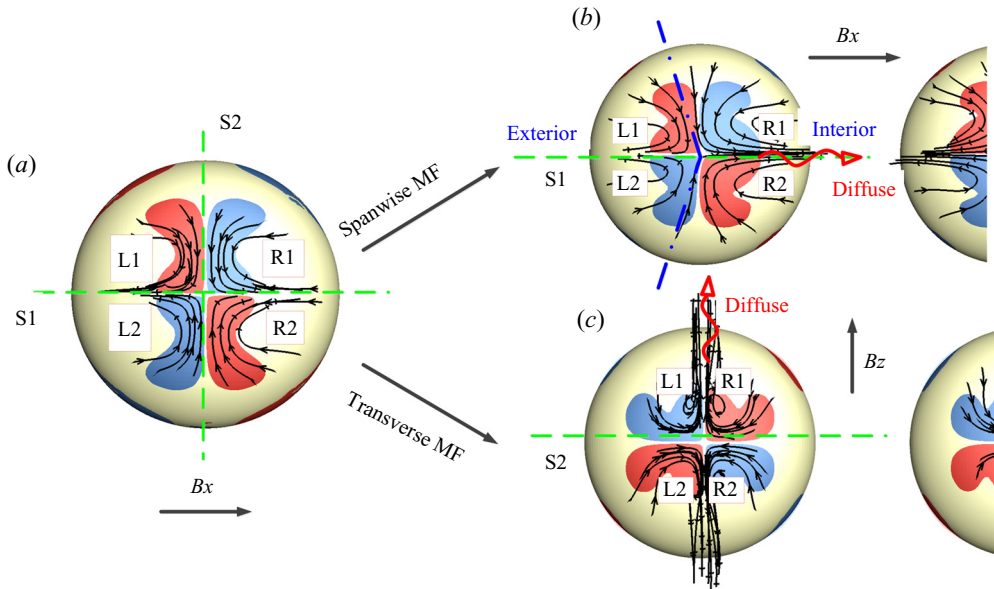 (a)
S2
L1
R1
S1
L2
R2
Bx
Spanwise MF
Transverse MF
(b)
Bx
L1
R1
Exterior
Interior
S1
L2
R2
Diffuse
(c)
Diffuse
Bz
L1
R1
S2
L2
R2